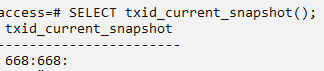 access=# SELECT txid_current_snapshot();
txid_current_snapshot
-----------------------
668:668: